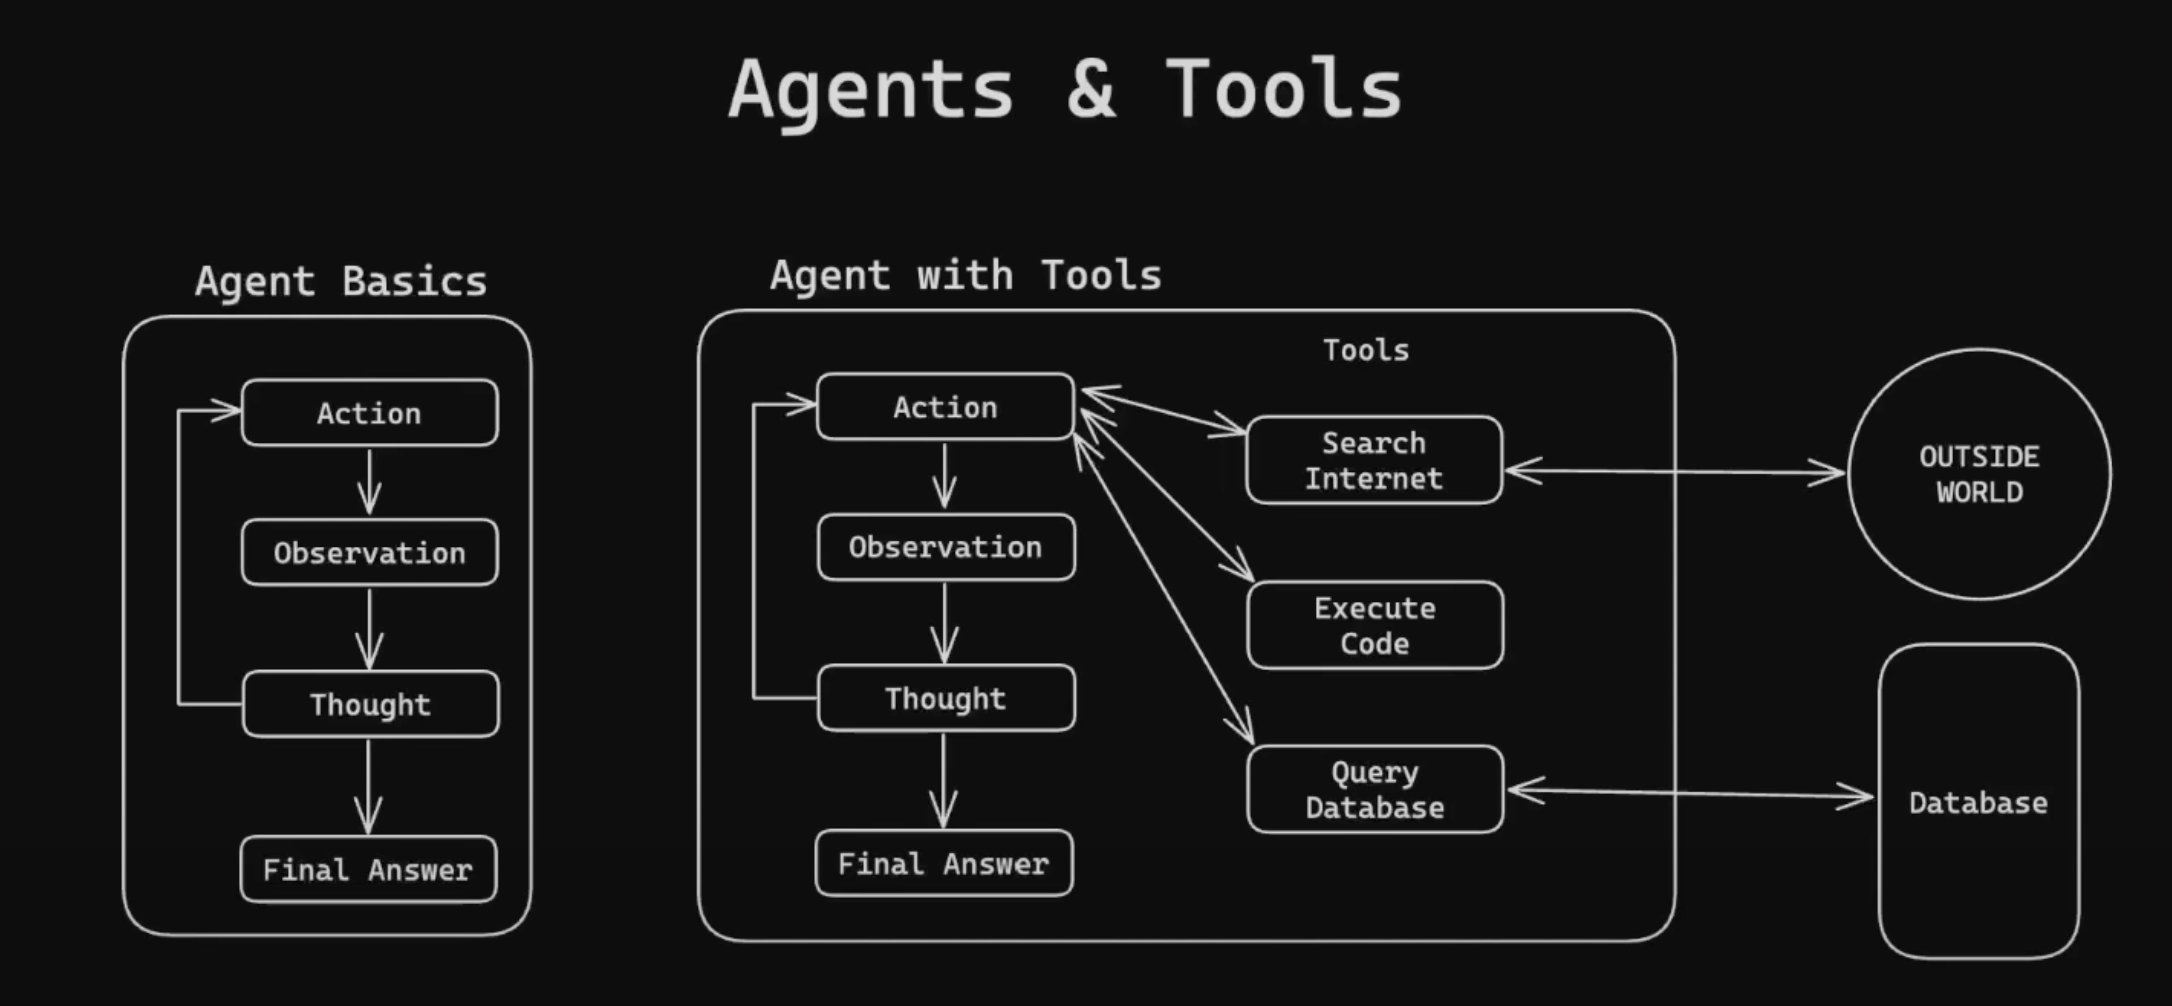 Agents & Tools
Agent Basics
Action
Observation
Thought
Final Answer
Agent with Tools
Tools
Action
Observation
Thought
Final Answer
Search
Internet
Execute
Code
Query
Database
OUTSIDE
WORLD
Database